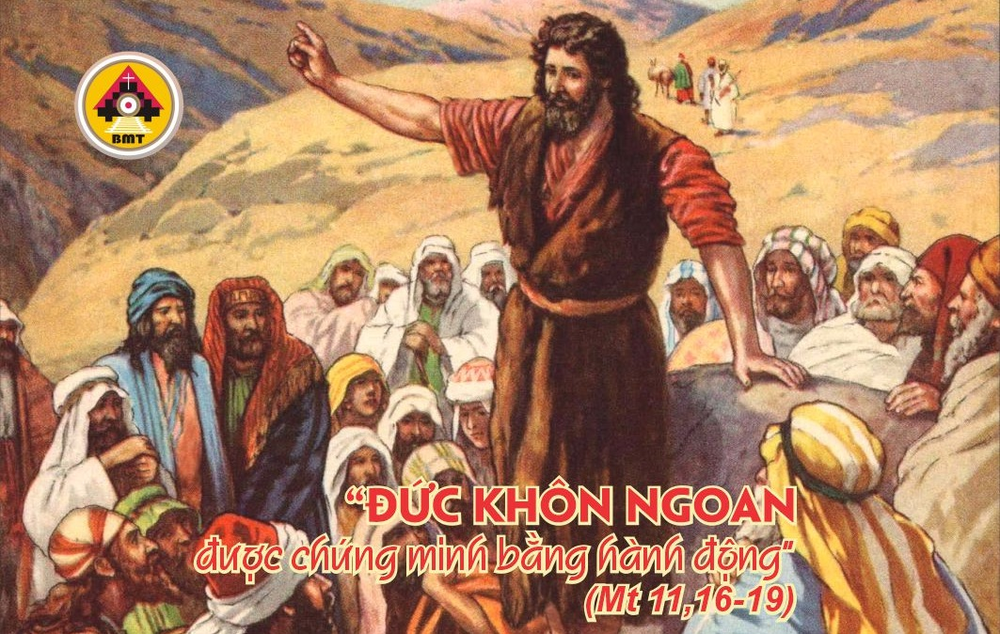 BMT
“ĐỨC KHÔN NGOAN
được chứng minh bằng hành động"
(Mt 11,16-19)